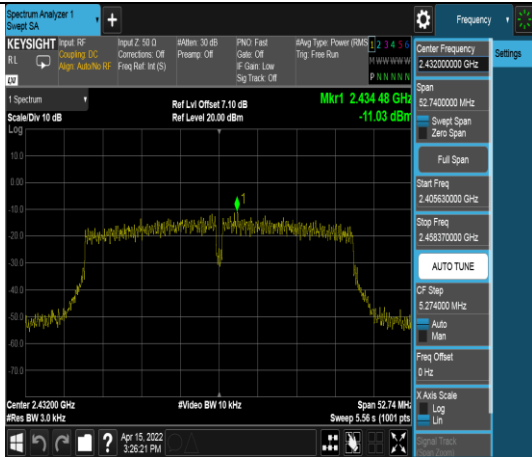 Spectrum Analyzer 1
Swept SA
+
Frequency
KEYSIGHT
RL
LXI
Input: RF
Coupling: DC
Align: Auto/No RF
Input Z: 50 Ω
Corrections: Off
Freq Ref: Int (S)
#Atten: 30 dB
Preamp: Off
PNO: Fast
Gate: Off
IF Gain: Low
Sig Track: Off
#Avg Type: Power (RMS
Trig: Free Run
1 2 3 4 5 6
M W W W W W
P N N N N N
1 Spectrum
Scale/Div 10 dB
Log
Ref Lvl Offset 7.10 dB
Ref Level 20.00 dBm
Mkr1 2.434 48 GHz
-11.03 dBm
10.0
0.00
-10.0
-20.0
-30.0
-40.0
-50.0
-60.0
-70.0
1
Center 2.43200 GHz
#Res BW 3.0 kHz
#Video BW 10 kHz
Span 52.74 MHz
Sweep 5.56 s (1001 pts)
Apr 15, 2022
3:26:21 PM
?
Center Frequency
2.432000000 GHz
Settings
Span
52.7400000 MHz
Swept Span
Zero Span
Full Span
Start Freq
2.405630000 GHz
Stop Freq
2.458370000 GHz
AUTO TUNE
CF Step
5.274000 MHz
Auto
Man
Freq Offset
0 Hz
X Axis Scale
Log
Lin
Signal Track
(Span Zoom)